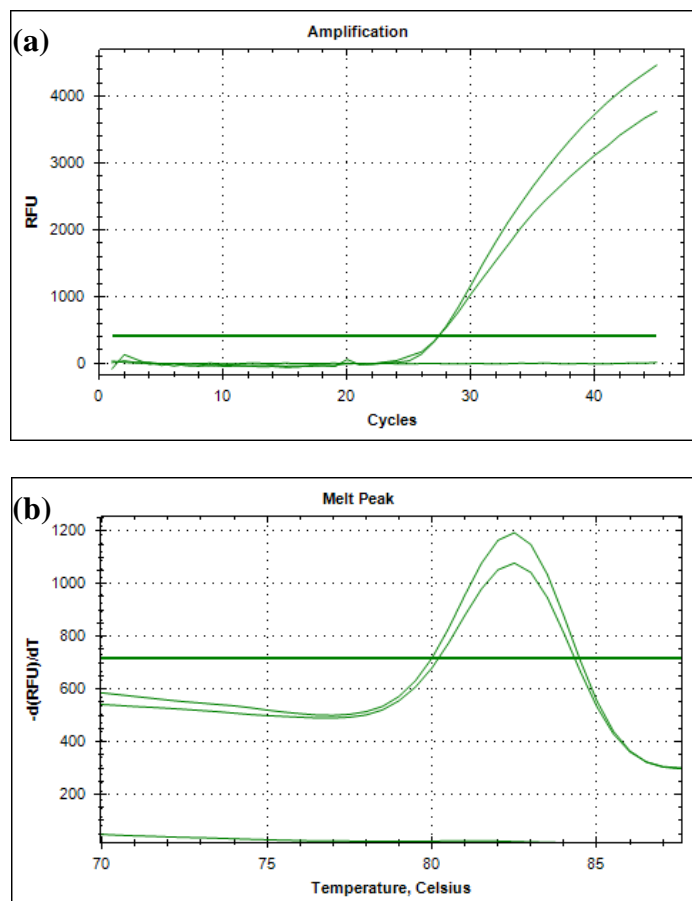 (a)
Amplification
4000
3000
2000
1000
0
RFU
0 10 20 30 40
Cycles
(b)
Melt Peak
1200
1000
800
600
400
200
-d(RFU)/dT
70 75 80 85
Temperature, Celsius